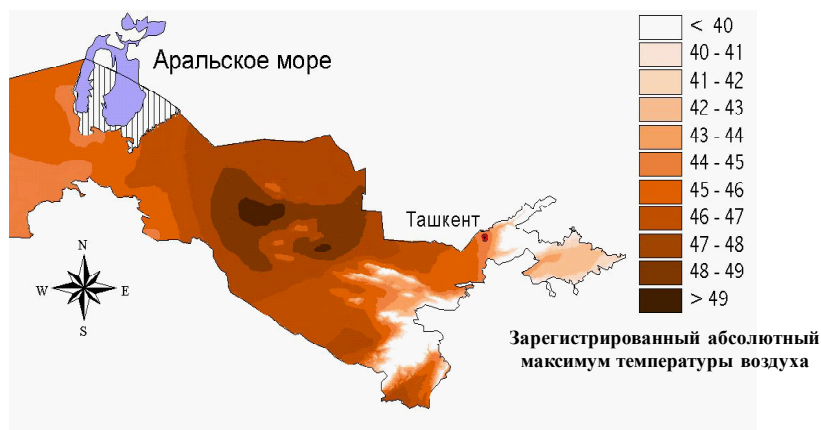 Аральское море
Ташкент
N
W E
S
< 40
40 - 41
41 - 42
42 - 43
43 - 44
44 - 45
45 - 46
46 - 47
47 - 48
48 - 49
> 49
Зарегистрированный абсолютный
максимум температуры воздуха